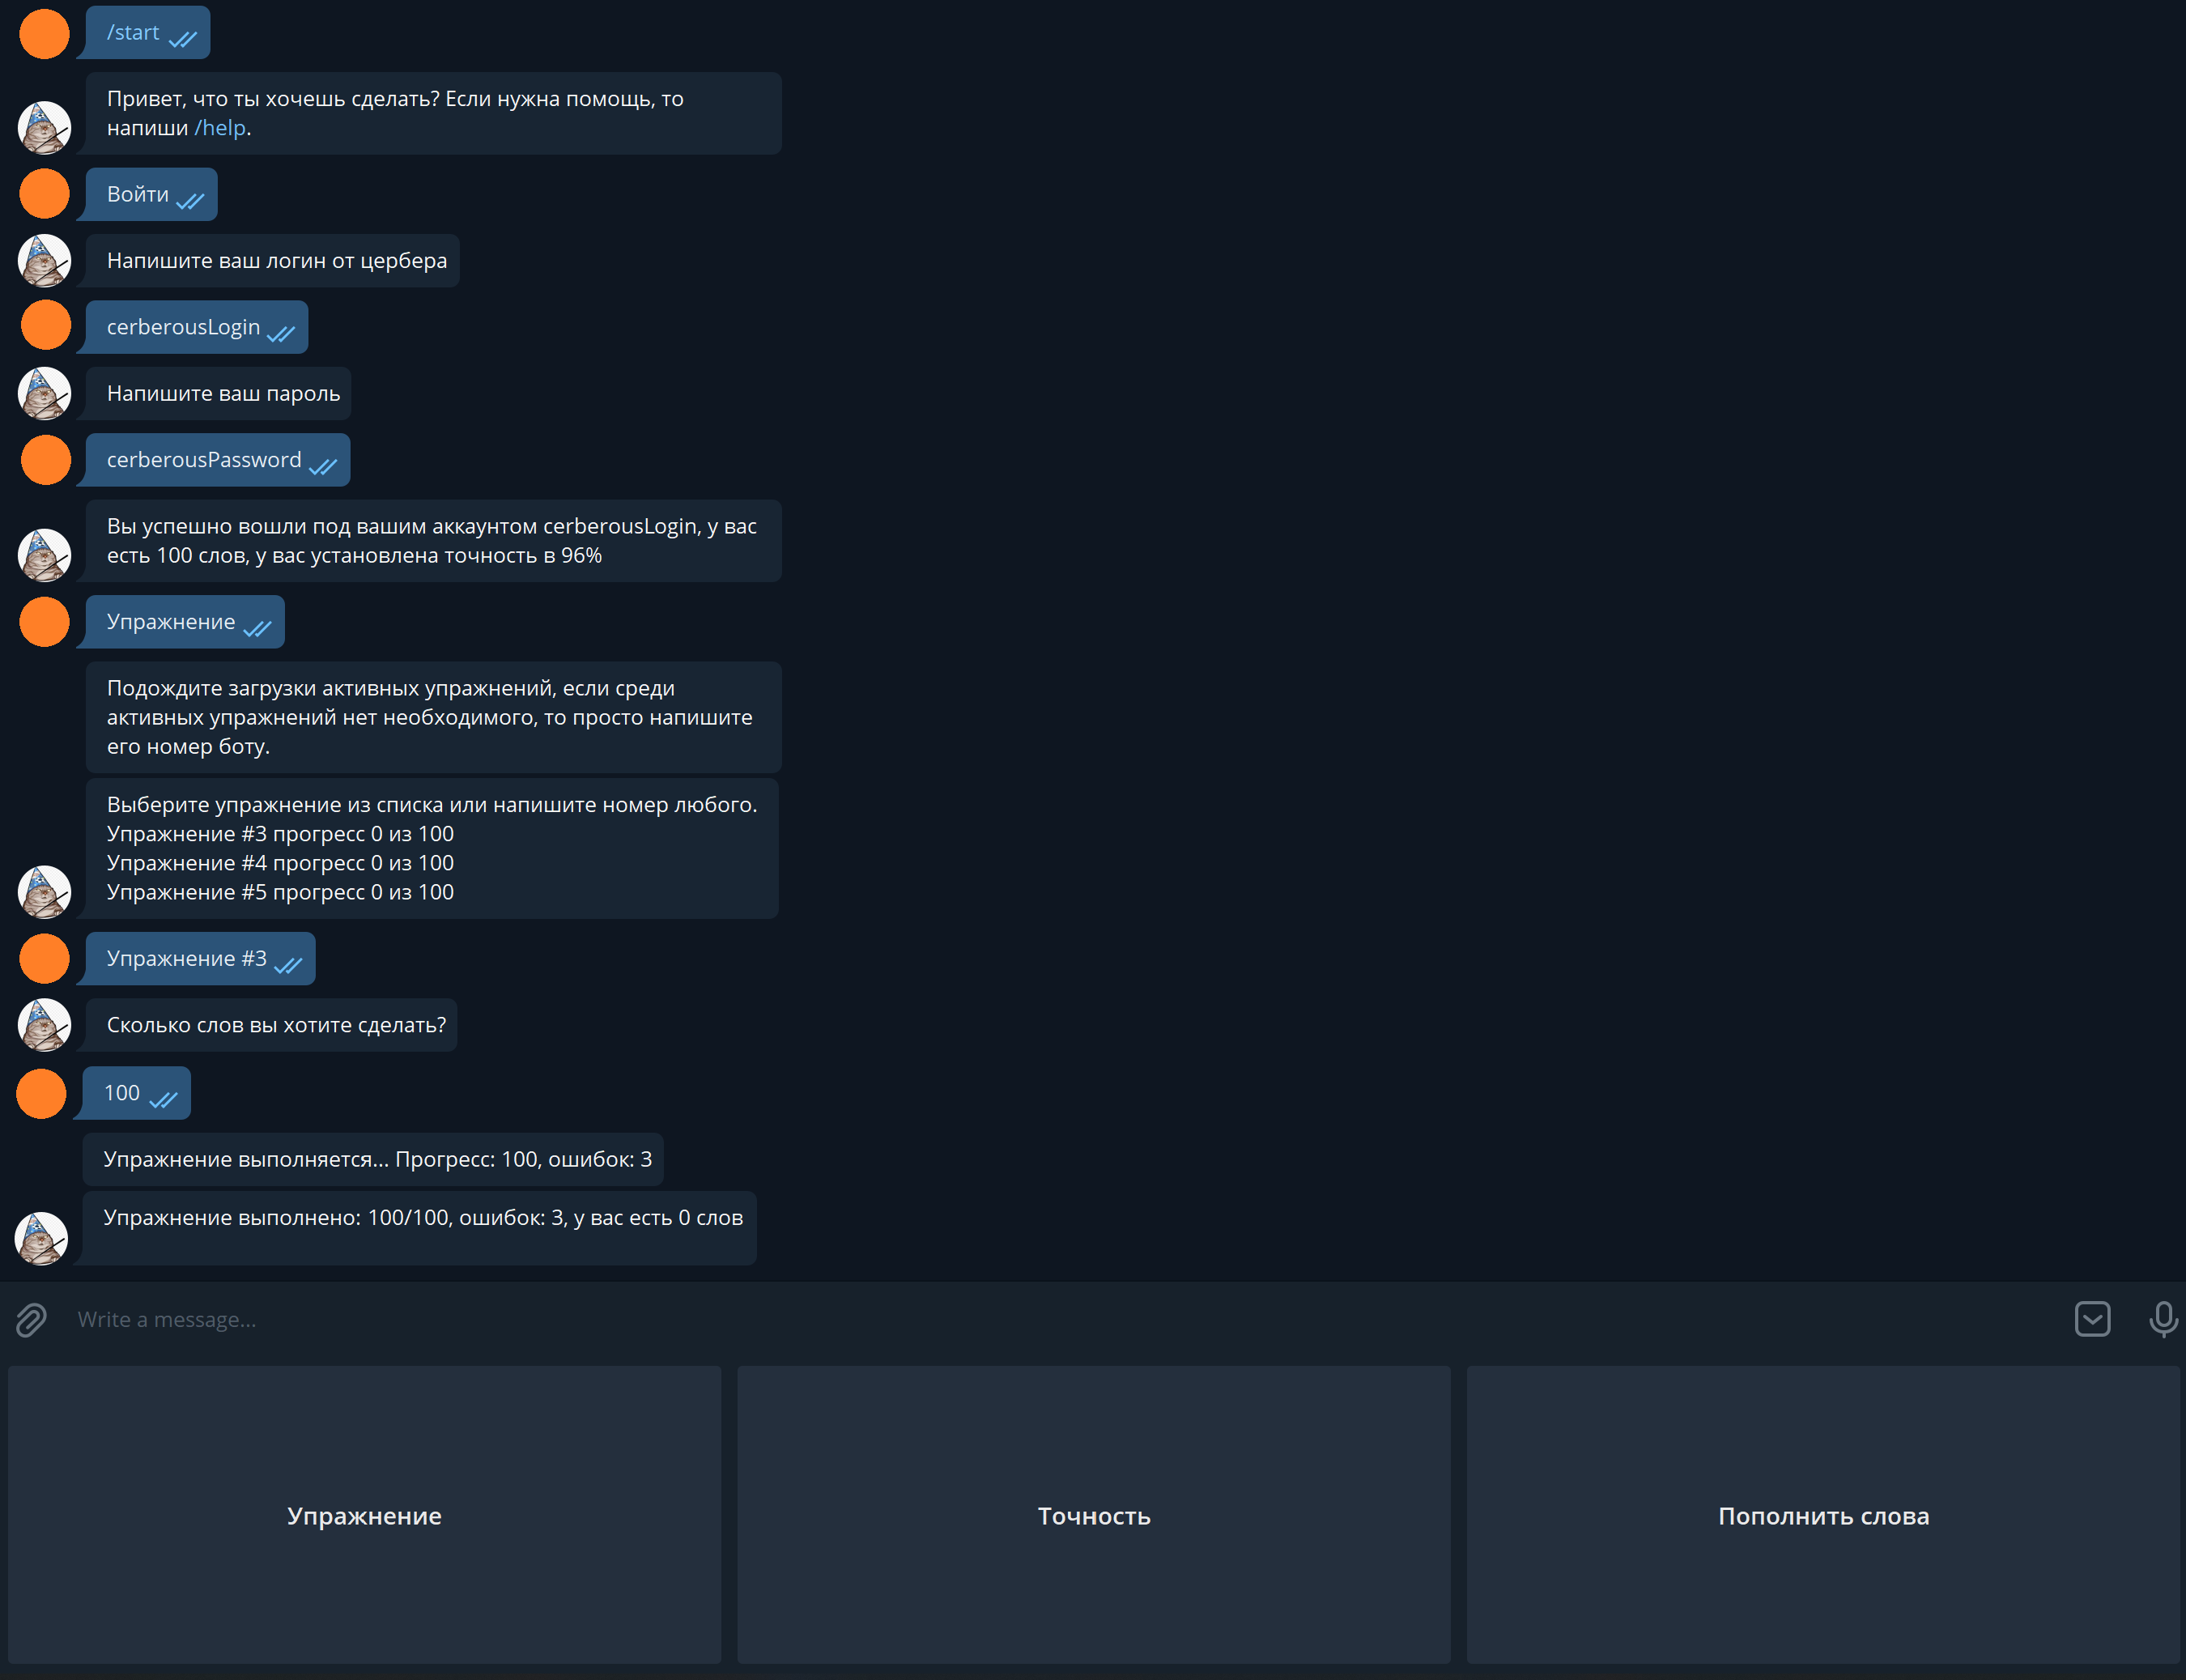 /start
Привет, что ты хочешь сделать? Если нужна помощь, то
напиши /help.
Войти
Напишите ваш логин от цербера
cerberousLogin
Напишите ваш пароль
cerberousPassword
Вы успешно вошли под вашим аккаунтом cerberousLogin, у вас
есть 100 слов, у вас установлена точность в 96%
Упражнение
Подождите загрузки активных упражнений, если среди
активных упражнений нет необходимого, то просто напишите
его номер боту.
Выберите упражнение из списка или напишите номер любого.
Упражнение #3 прогресс 0 из 100
Упражнение #4 прогресс 0 из 100
Упражнение #5 прогресс 0 из 100
Упражнение #3
Сколько слов вы хотите сделать?
100
Упражнение выполняется... Прогресс: 100, ошибок: 3
Упражнение выполнено: 100/100, ошибок: 3, у вас есть 0 слов
Write a message...
Упражнение
Точность
Пополнить слова